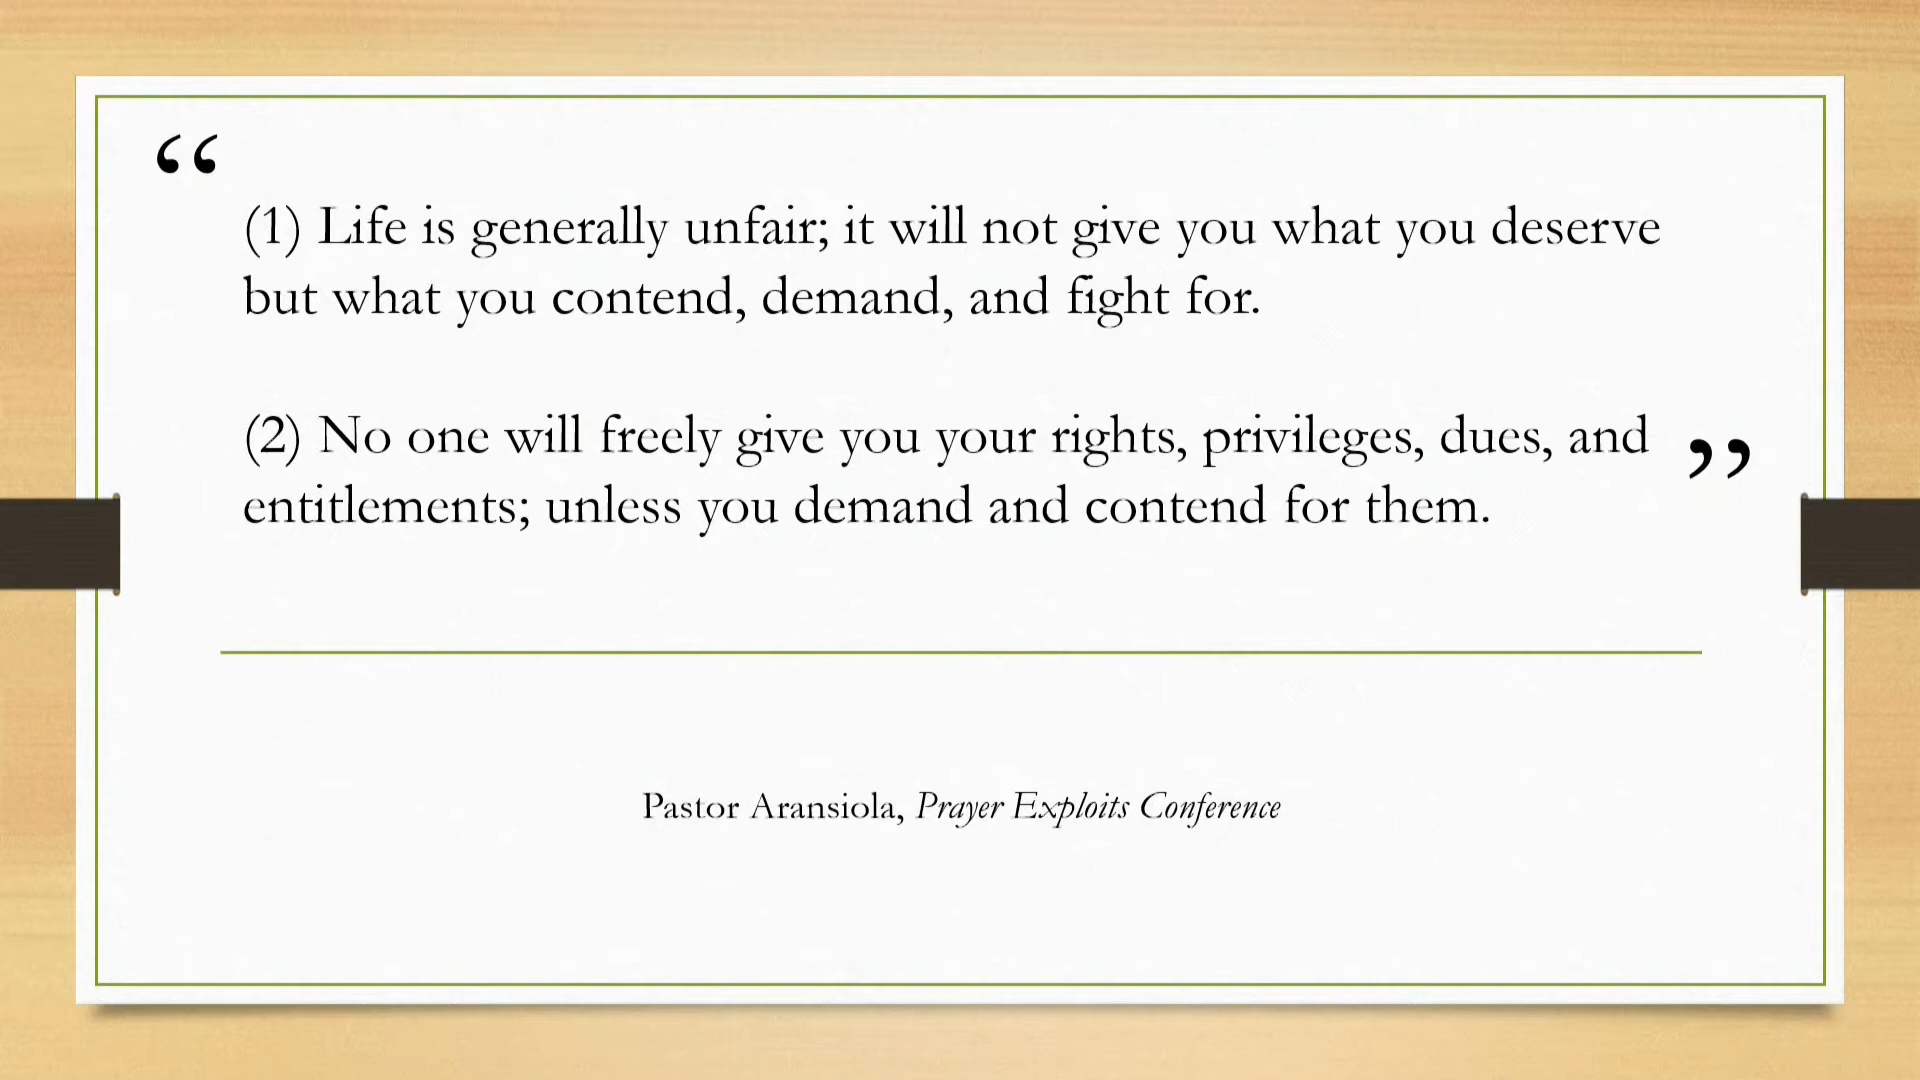 “
(1) Life is generally unfair; it will not give you what you deserve
but what you contend, demand, and fight for.
(2) No one will freely give you your rights, privileges, dues, and
entitlements; unless you demand and contend for them.
”
Pastor Aransiola, Prayer Exploits Conference